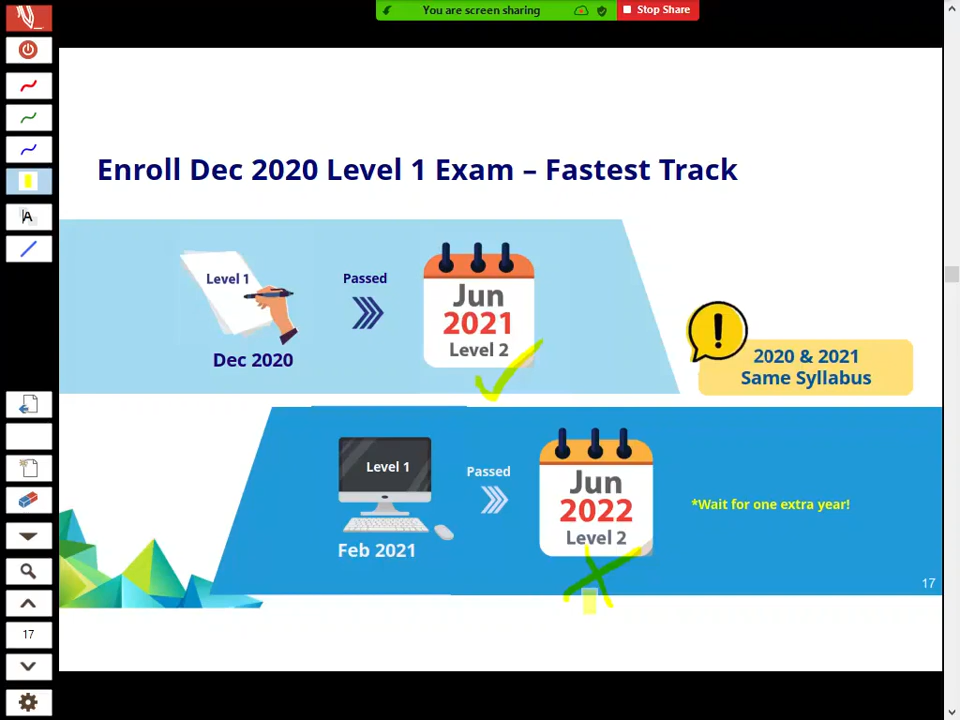 You are screen sharing
Stop Share
Enroll Dec 2020 Level 1 Exam – Fastest Track
Level 1
Dec 2020
Passed
Jun
2021
Level 2
2020 & 2021
Same Syllabus
Level 1
Feb 2021
Passed
Jun
2022
Level 2
*Wait for one extra year!
17
A
17